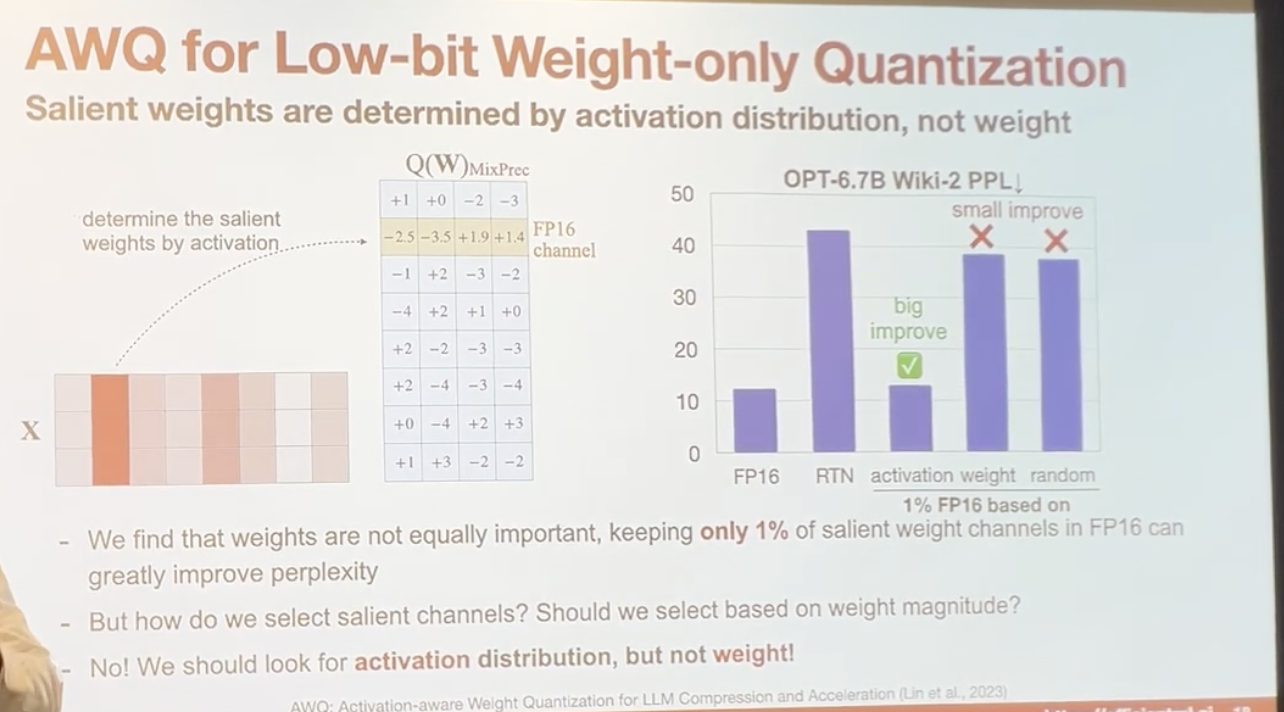 AWQ for Low-bit Weight-only Quantization
Salient weights are determined by activation distribution, not weight
determine the salient
weights by activation
Q(W)MixPrec
+1 +0 −2 −3
−2.5 −3.5 +1.9 +1.4
−1 +2 −3 −2
−4 +2 +1 +0
+2 −2 −3 −3
+2 −4 −3 −4
+0 −4 +2 +3
+1 +3 −2 −2
FP16
channel
X
OPT-6.7B Wiki-2 PPL↓
50
40
30
20
10
0
small improve
big
improve
FP16 RTN activation weight random
1% FP16 based on
- We find that weights are not equally important, keeping only 1% of salient weight channels in FP16 can
greatly improve perplexity
- But how do we select salient channels? Should we select based on weight magnitude?
- No! We should look for activation distribution, but not weight!
AWQ: Activation-aware Weight Quantization for LLM Compression and Acceleration (Lin et al., 2023)